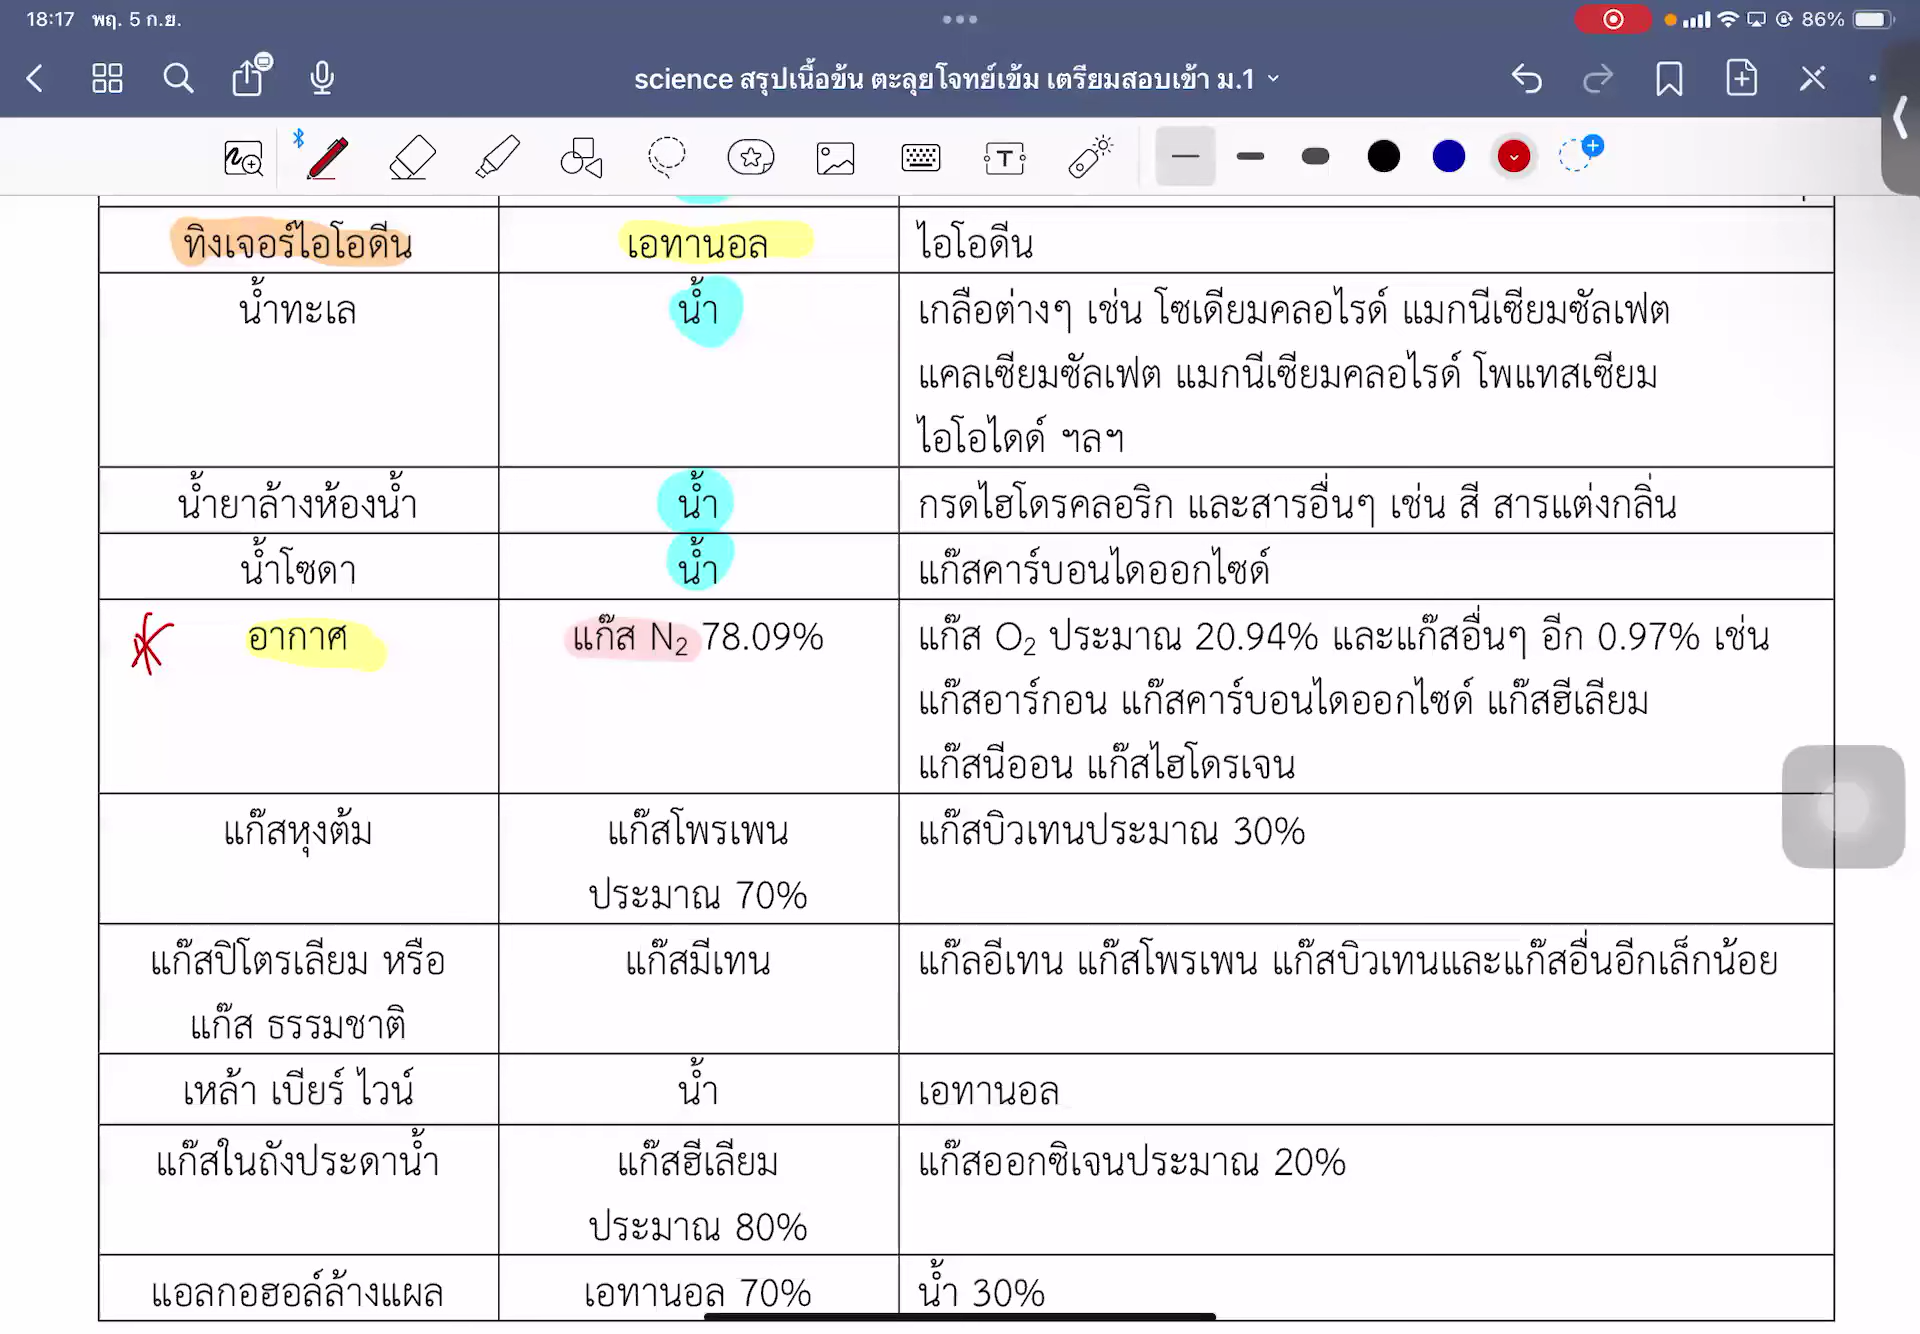 18:17 พฤ. 5 ก.ย.
86%
science สรุปเนื้อข้น ตะลุยโจทย์เข้ม เตรียมสอบเข้า ม.1
ทิงเจอร์ไอโอดีน เอทานอล ไอโอดีน
น้ำทะเล น้ำ เกลือต่างๆ เช่น โซเดียมคลอไรด์ แมกนีเซียมซัลเฟต
แคลเซียมซัลเฟต แมกนีเซียมคลอไรด์ โพแทสเซียม
ไอโอไดด์ ฯลฯ
น้ำยาล้างห้องน้ำ น้ำ กรดไฮโดรคลอริก และสารอื่นๆ เช่น สี สารแต่งกลิ่น
น้ำโซดา น้ำ แก๊สคาร์บอนไดออกไซด์
อากาศ แก๊ส N₂ 78.09% แก๊ส O₂ ประมาณ 20.94% และแก๊สอื่นๆ อีก 0.97% เช่น
แก๊สอาร์กอน แก๊สคาร์บอนไดออกไซด์ แก๊สฮีเลียม
แก๊สนีออน แก๊สไฮโดรเจน
แก๊สหุงต้ม แก๊สโพรเพน แก๊สบิวเทนประมาณ 30%
ประมาณ 70%
แก๊สปิโตรเลียม หรือ แก๊สมีเทน แก๊ลอีเทน แก๊สโพรเพน แก๊สบิวเทนและแก๊สอื่นอีกเล็กน้อย
แก๊ส ธรรมชาติ
เหล้า เบียร์ ไวน์ น้ำ เอทานอล
แก๊สในถังประดาน้ำ แก๊สฮีเลียม แก๊สออกซิเจนประมาณ 20%
ประมาณ 80%
แอลกอฮอล์ล้างแผล เอทานอล 70% น้ำ 30%